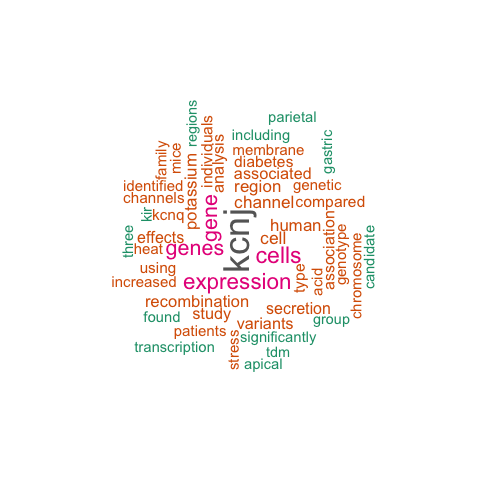 regions
parietal
including
gastric
family
mice
potassium
individuals
analysis
membrane
diabetes
associated
identified
region
genetic
channels
channel
compared
kir
kcnq
gene
kcnj
human
association
genotype
chromosome
candidate
three
effects
heat
genes
cell
cells
using
increased
expression
type
acid
recombination
secretion
found
study
variants
group
patients
significantly
transcription
stress
tdm
apical